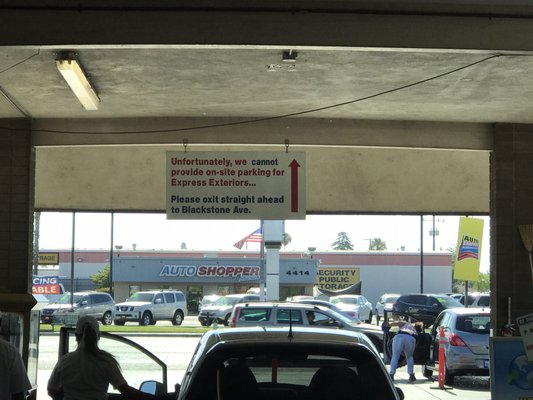 Unfortunately, we cannot
provide on-site parking for
Express Exteriors...
Please exit straight ahead
to Blackstone Ave.
AUTO SHOPPER
4414
SECURITY
PUBLIC
STORAGE
AUTO